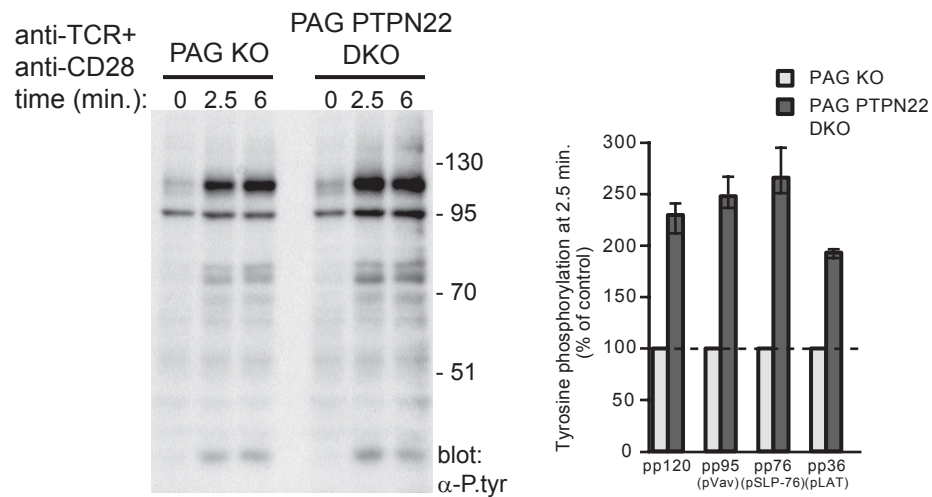 anti-TCR+
anti-CD28
time (min.):
PAG KO
PAG PTPN22
DKO
0 2.5 6 0 2.5 6
-130
- 95
- 70
- 51
blot:
α-P.tyr
PAG KO
PAG PTPN22
DKO
Tyrosine phosphorylation at 2.5 min.
(% of control)
300
250
200
150
100
50
0
pp120 pp95 pp76 pp36
(pVav) (pSLP-76) (pLAT)